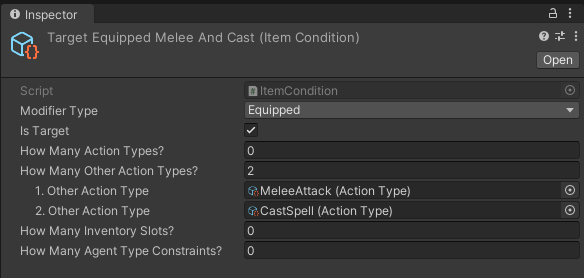 Inspector
Target Equipped Melee And Cast (Item Condition)
Open
Script ItemCondition
Modifier Type Equipped
Is Target
How Many Action Types? 0
How Many Other Action Types? 2
1. Other Action Type MeleeAttack (Action Type)
2. Other Action Type CastSpell (Action Type)
How Many Inventory Slots? 0
How Many Agent Type Constraints? 0